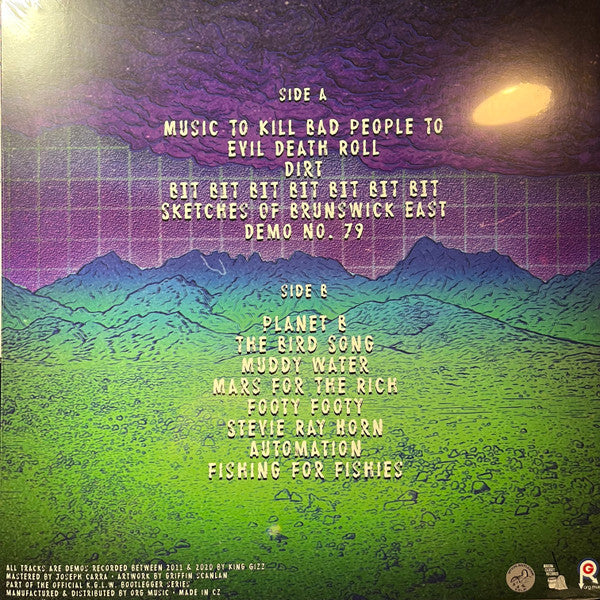 SIDE A
MUSIC TO KILL BAD PEOPLE TO
EVIL DEATH ROLL
DIRT
BIT BIT BIT BIT BIT BIT BIT
SKETCHES OF BRUNSWICK EAST
DEMO NO. 79
SIDE B
PLANET B
THE BIRD SONG
MUDDY WATER
MARS FOR THE RICH
FOOTY FOOTY
STEVIE RAY HORN
AUTOMATION
FISHING FOR FISHIES
ALL TRACKS ARE DEMOS RECORDED BETWEEN 2011 & 2020 BY KING GIZZ
MASTERED BY JOSEPH CARRA • ARTWORK BY GRIFFIN SCANLAN
PART OF THE OFFICIAL K.G.L.W. BOOTLEGGER SERIES
MANUFACTURED & DISTRIBUTED BY ORG MUSIC • MADE IN CZ